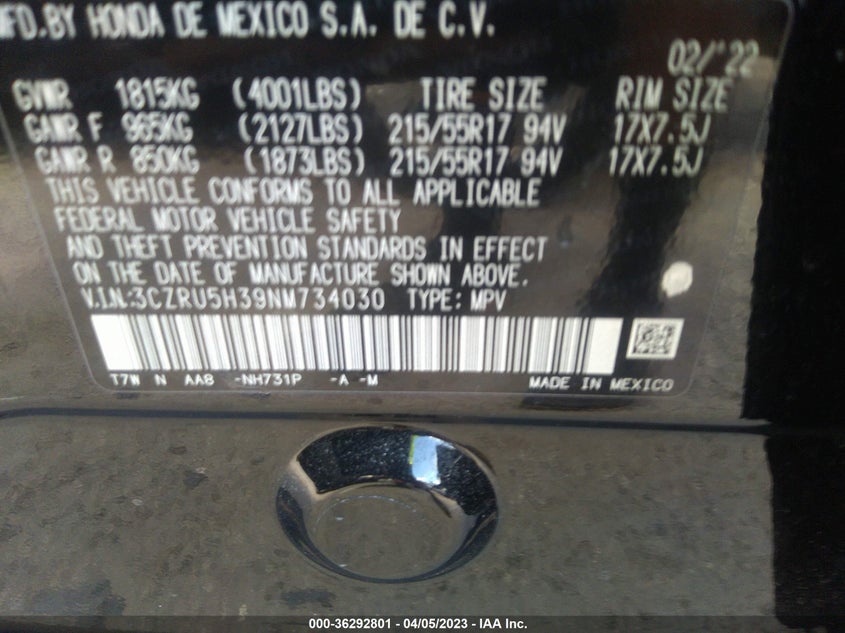 MFD.BY HONDA DE MEXICO S.A. DE C.V.
02/'22
GVWR 1815KG (4001LBS) TIRE SIZE RIM SIZE
GAWR F 965KG (2127LBS) 215/55R17 94V 17X7.5J
GAWR R 850KG (1873LBS) 215/55R17 94V 17X7.5J
THIS VEHICLE CONFORMS TO ALL APPLICABLE
FEDERAL MOTOR VEHICLE SAFETY
AND THEFT PREVENTION STANDARDS IN EFFECT
ON THE DATE OF MANUFACTURE SHOWN ABOVE.
V.I.N:3CZRU5H39NM734030 TYPE: MPV
T7W N AA8 -NH731P -A -M MADE IN MEXICO
000-36292801 - 04/05/2023 - IAA Inc.